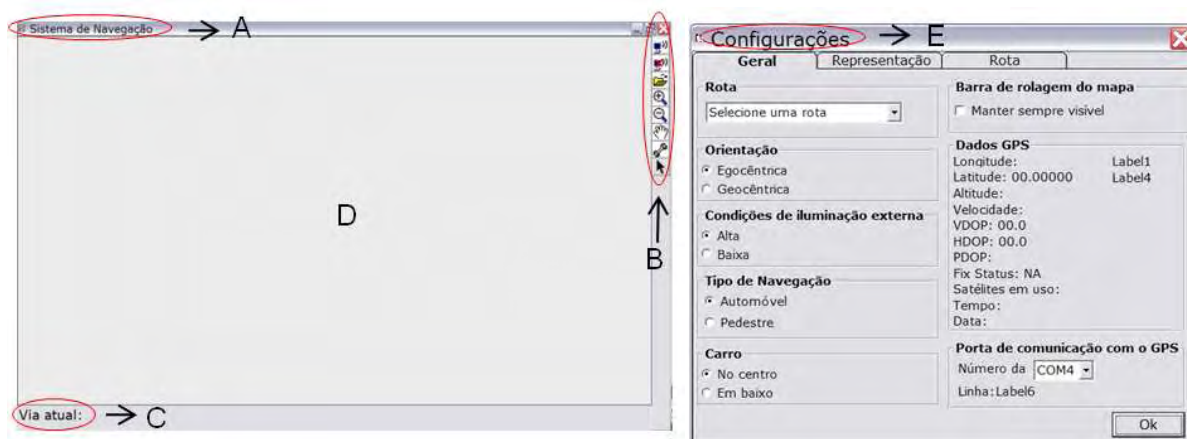 Sistema de Navegação
A
D
B
Via atual:
C
Configurações
E
Geral
Representação
Rota
Rota
Selecione uma rota
Orientação
Egocêntrica
Geocêntrica
Condições de iluminação externa
Alta
Baixa
Tipo de Navegação
Automóvel
Pedestre
Carro
No centro
Em baixo
Barra de rolagem do mapa
Manter sempre visível
Dados GPS
Longitude: Label1
Latitude: 00.00000 Label4
Altitude:
Velocidade:
VDOP: 00.0
HDOP: 00.0
PDOP:
Fix Status: NA
Satélites em uso:
Tempo:
Data:
Porta de comunicação com o GPS
Número da COM4
Linha:Label6
Ok